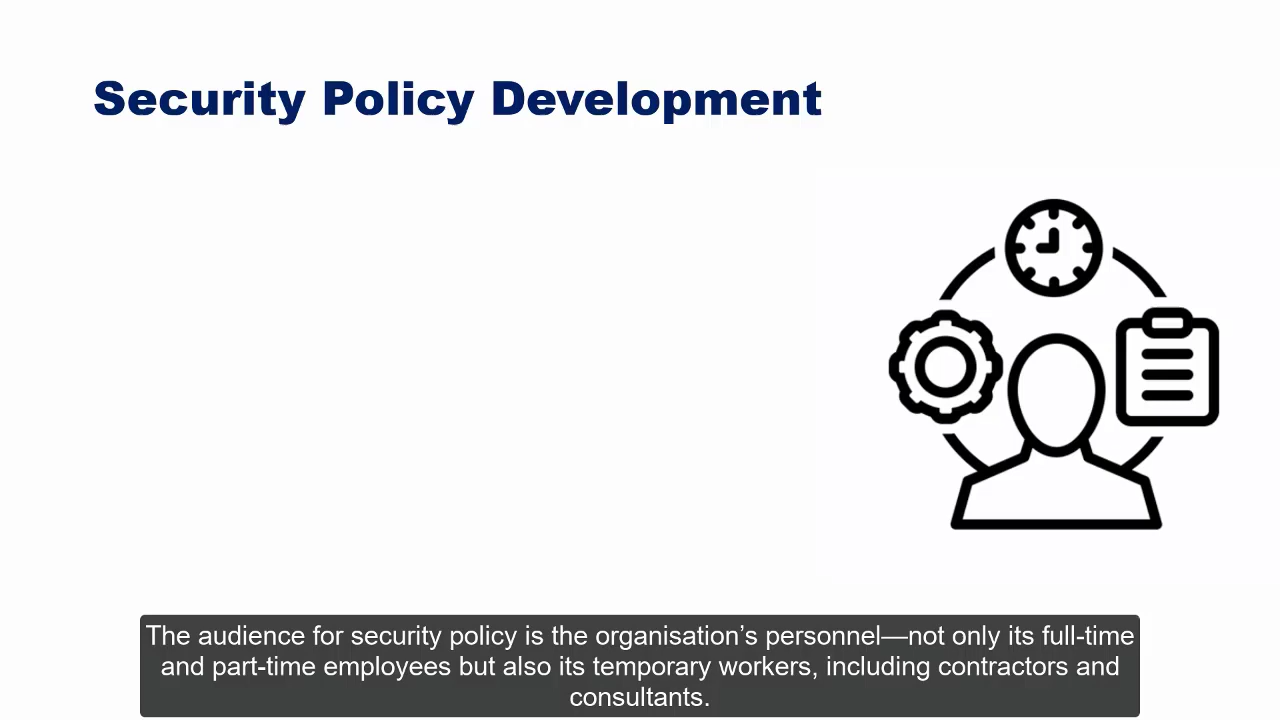 Security Policy Development
The audience for security policy is the organisation’s personnel—not only its full-time
and part-time employees but also its temporary workers, including contractors and
consultants.